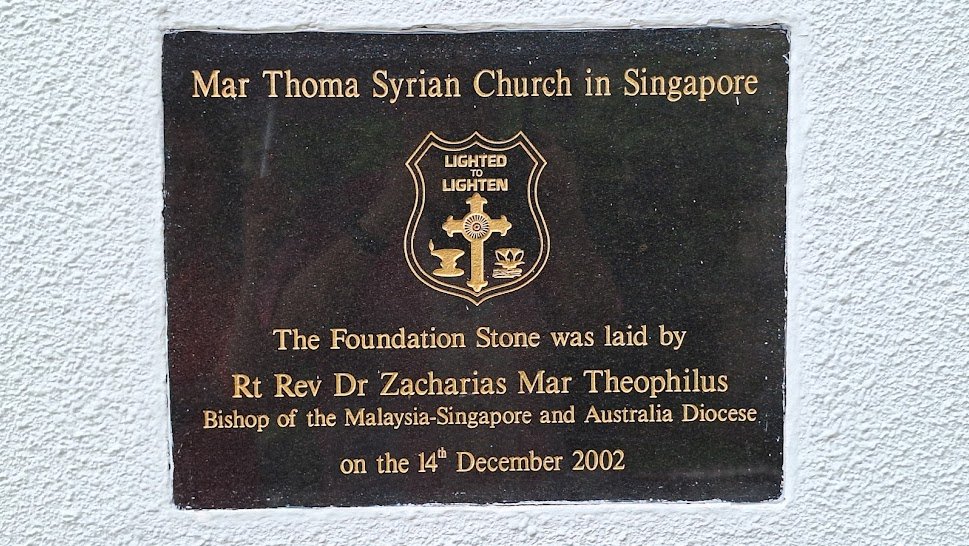 Mar Thoma Syrian Church in Singapore
LIGHTED
TO
LIGHTEN
The Foundation Stone was laid by
Rt Rev Dr Zacharias Mar Theophilus
Bishop of the Malaysia-Singapore and Australia Diocese
on the 14th December 2002